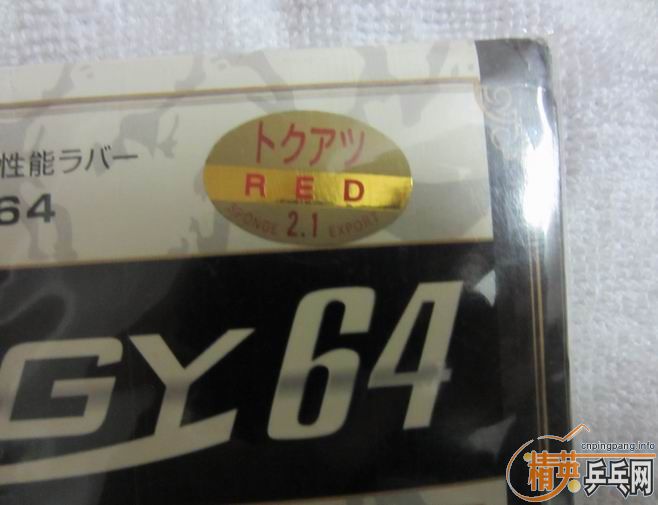 トクアツ
性能ラバー
RED
64
SPONGE 2.1 EXPORT
GY64
cnpingpang.info
精英乒乓网